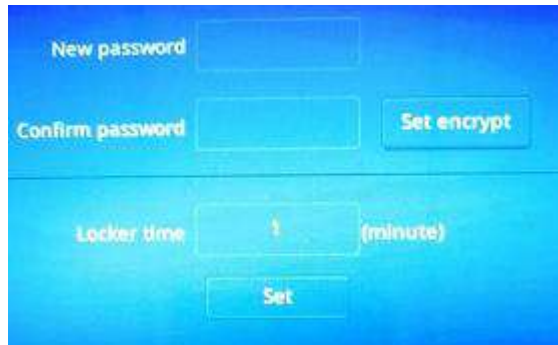 New password
Confirm password
Set encrypt
Locker time
1
(minute)
Set